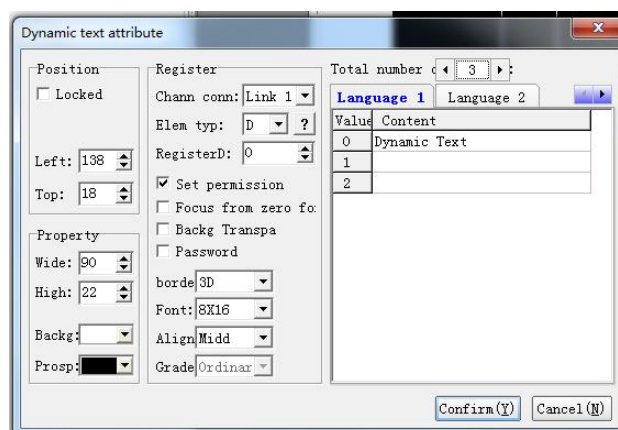 Dynamic text attribute
Position
Locked
Left: 138
Top: 18
Property
Wide: 90
High: 22
Backg:
Prosp:
Register
Chann conn: Link 1
Elem typ: D ?
RegisterD: 0
Set permission
Focus from zero fo
Backg Transpa
Password
borde 3D
Font: 8X16
Align Midd
Grade Ordinar
Total number 3 :
Language 1 Language 2
Value Content
0 Dynamic Text
1
2
Confirm(Y) Cancel(N)